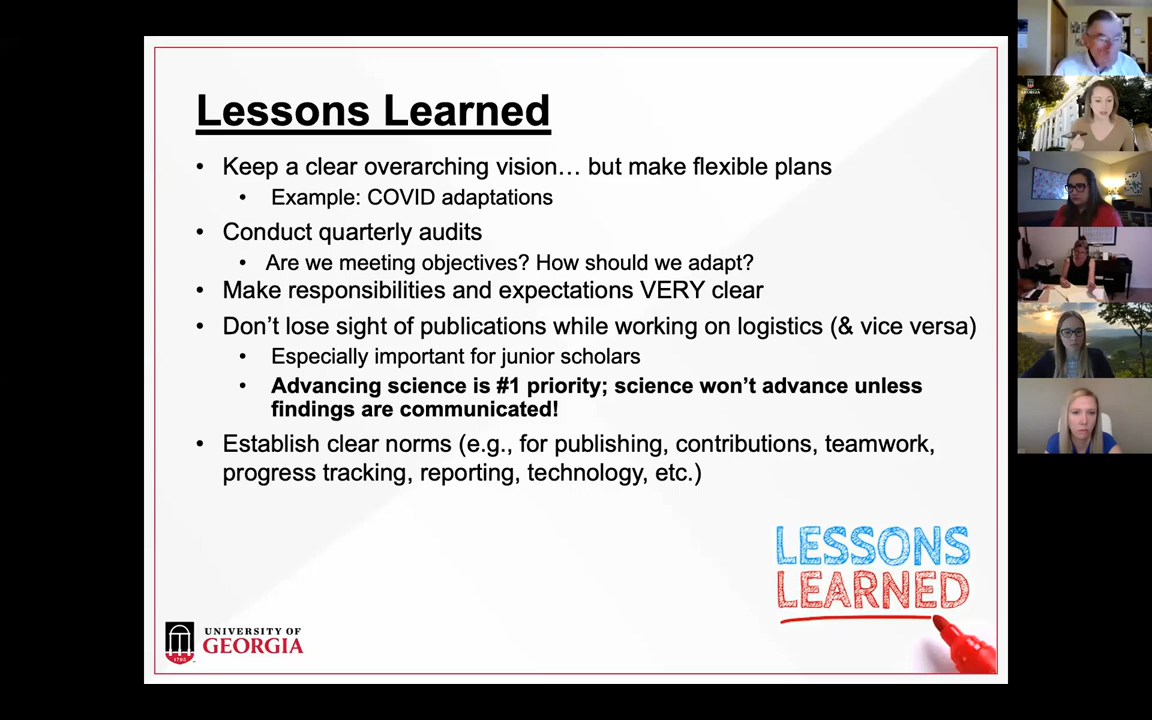 Lessons Learned
• Keep a clear overarching vision… but make flexible plans
• Example: COVID adaptations
• Conduct quarterly audits
• Are we meeting objectives? How should we adapt?
• Make responsibilities and expectations VERY clear
• Don’t lose sight of publications while working on logistics (& vice versa)
• Especially important for junior scholars
• Advancing science is #1 priority; science won’t advance unless
findings are communicated!
• Establish clear norms (e.g., for publishing, contributions, teamwork,
progress tracking, reporting, technology, etc.)
LESSONS
LEARNED
UNIVERSITY OF
GEORGIA
1785
GEORGIA